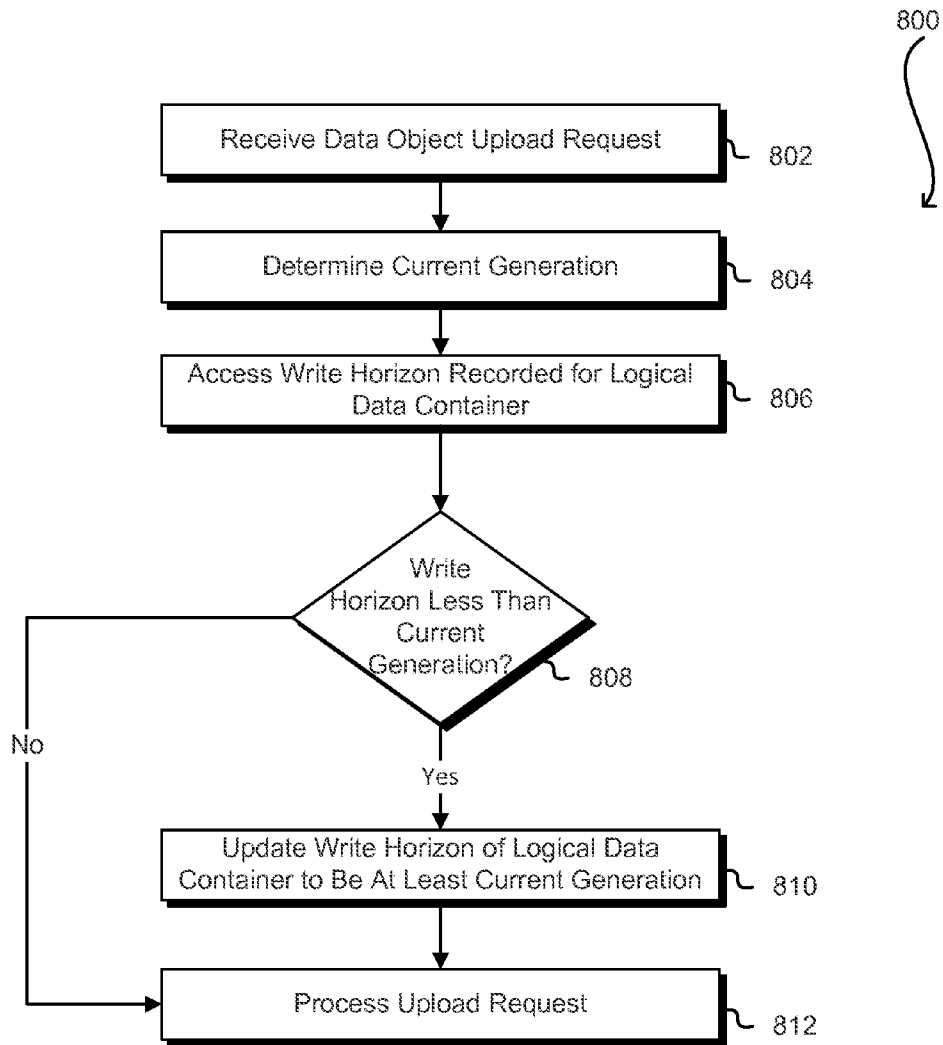 800
Receive Data Object Upload Request
802
Determine Current Generation
804
Access Write Horizon Recorded for Logical
Data Container
806
Write
Horizon Less Than
Current
Generation?
808
No
Yes
Update Write Horizon of Logical Data
Container to Be At Least Current Generation
810
Process Upload Request
812